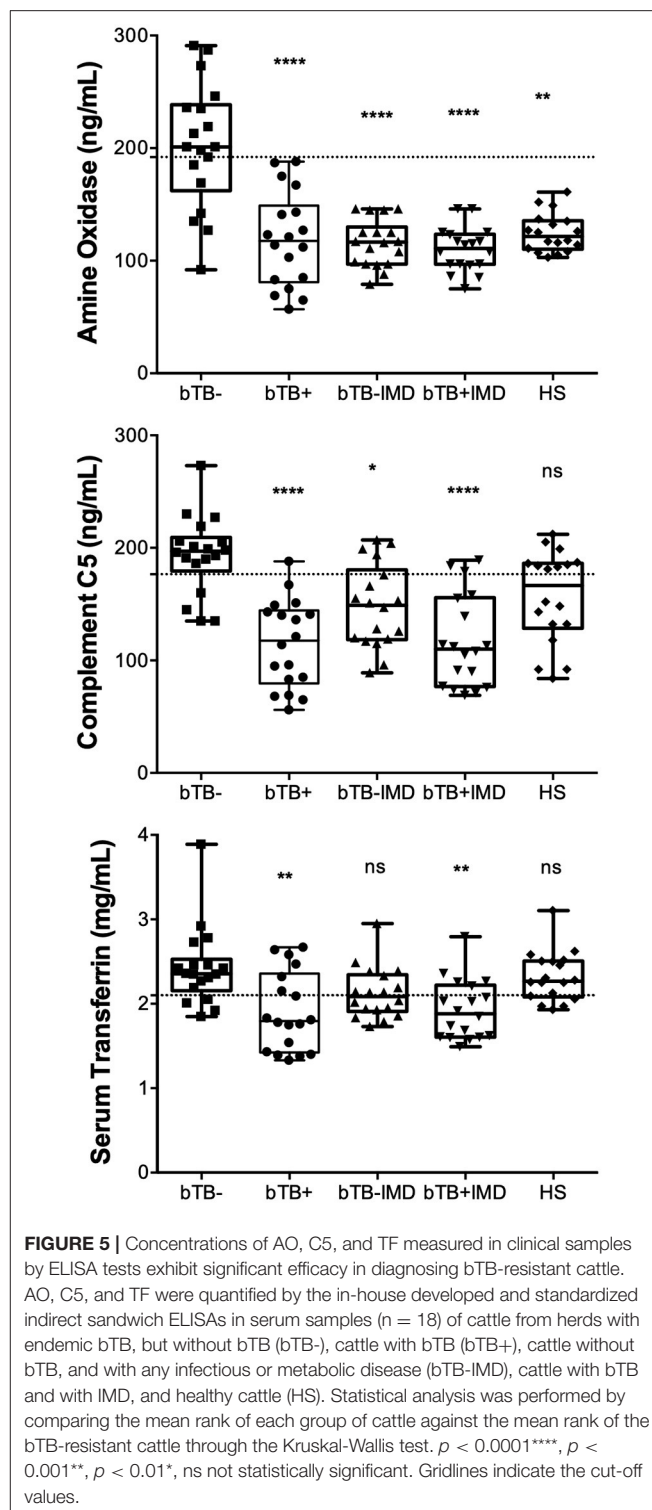 300
200
100
0
Amine Oxidase (ng/mL)
****
****
****
**
bTB-
bTB+
bTB-IMD
bTB+IMD
HS
300
200
100
0
Complement C5 (ng/mL)
****
*
****
ns
bTB-
bTB+
bTB-IMD
bTB+IMD
HS
4
3
2
1
0
Serum Transferrin (mg/mL)
**
ns
**
ns
bTB-
bTB+
bTB-IMD
bTB+IMD
HS
FIGURE 5 | Concentrations of AO, C5, and TF measured in clinical samples
by ELISA tests exhibit significant efficacy in diagnosing bTB-resistant cattle.
AO, C5, and TF were quantified by the in-house developed and standardized
indirect sandwich ELISAs in serum samples (n = 18) of cattle from herds with
endemic bTB, but without bTB (bTB-), cattle with bTB (bTB+), cattle without
bTB, and with any infectious or metabolic disease (bTB-IMD), cattle with bTB
and with IMD, and healthy cattle (HS). Statistical analysis was performed by
comparing the mean rank of each group of cattle against the mean rank of the
bTB-resistant cattle through the Kruskal-Wallis test. p < 0.0001****, p <
0.001**, p < 0.01*, ns not statistically significant. Gridlines indicate the cut-off
values.